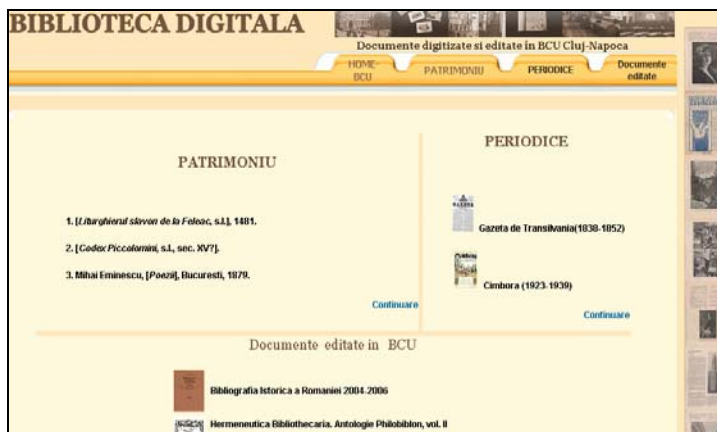 BIBLIOTECA DIGITALA
Documente digitizate si editate in BCU Cluj-Napoca
HOME-
BCU
PATRIMONIU
PERIODICE
Documente
editate
PATRIMONIU
1. [Liturghierul slavon de la Feleac, s.l.], 1481.
2. [Codex Piccolomini, s.l., sec. XV?].
3. Mihai Eminescu, [Poezii], Bucuresti, 1879.
Continuare
PERIODICE
Gazeta de Transilvania(1838-1852)
Cimbora (1923-1939)
Continuare
Documente editate in BCU
Bibliografia Istorica a Romaniei 2004-2006
Hermeneutica Bibliothecaria. Antologie Philobiblon, vol. II